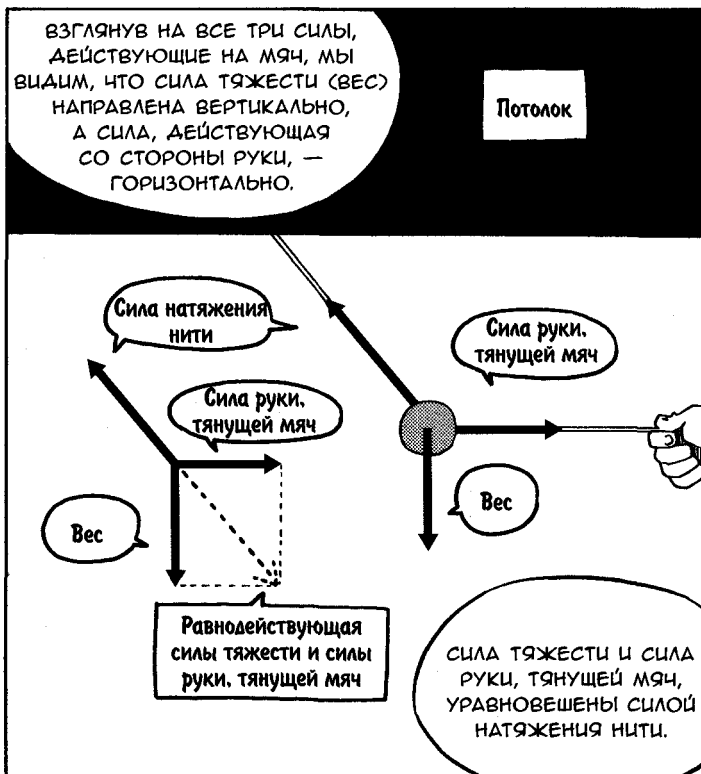 ВЗГЛЯНУВ НА ВСЕ ТРИ СИЛЫ,
ДЕЙСТВУЮЩИЕ НА МЯЧ, МЫ
ВИДИМ, ЧТО СИЛА ТЯЖЕСТИ (ВЕС)
НАПРАВЛЕНА ВЕРТИКАЛЬНО,
А СИЛА, ДЕЙСТВУЮЩАЯ
СО СТОРОНЫ РУКИ, —
ГОРИЗОНТАЛЬНО.
Потолок
Сила натяжения
нити
Сила руки,
тянущей мяч
Сила руки,
тянущей мяч
Вес
Вес
Равнодействующая
силы тяжести и силы
руки, тянущей мяч
СИЛА ТЯЖЕСТИ И СИЛА
РУКИ, ТЯНУЩЕЙ МЯЧ,
УРАВНОВЕШЕНЫ СИЛОЙ
НАТЯЖЕНИЯ НИТИ.